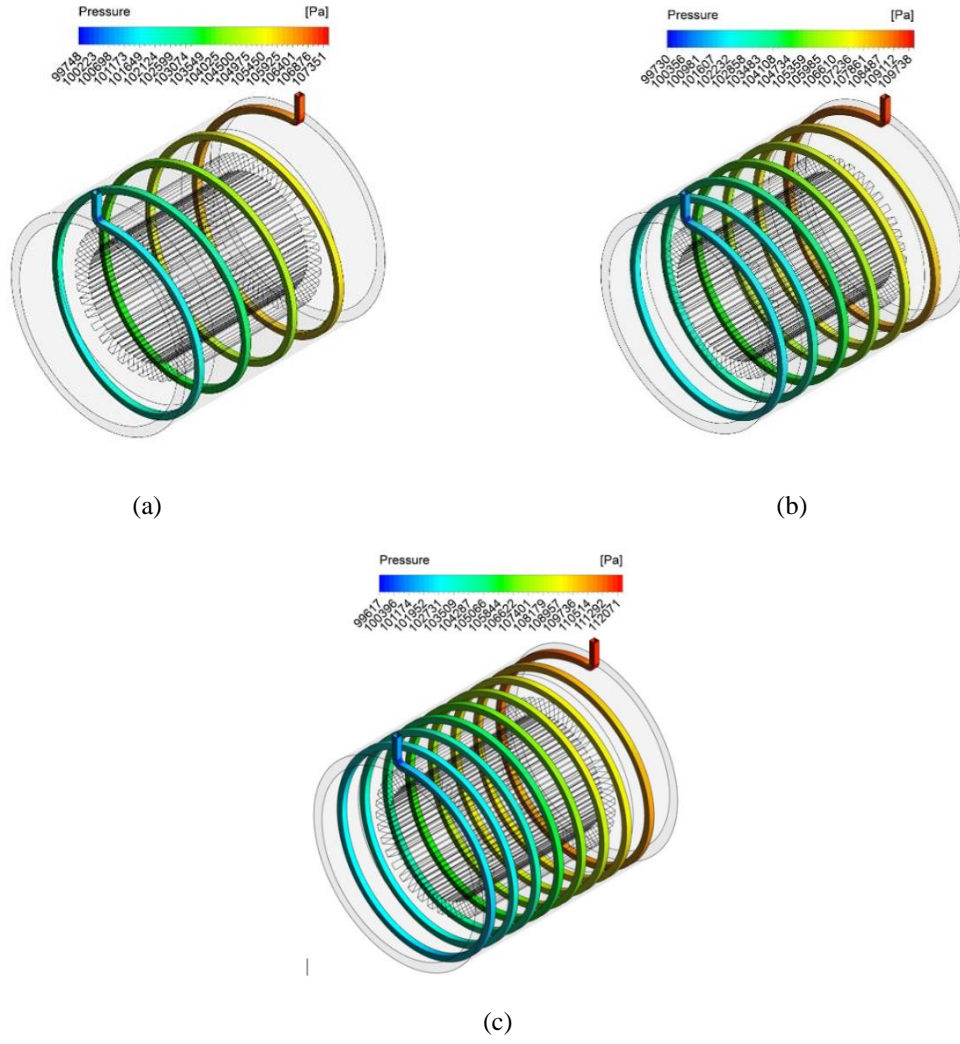 Pressure [Pa]
99748 100223 100698 101173 101649 102124 102599 103074 103549 104025 104500 104975 105450 105925 106401 106876 107351
(a)
Pressure [Pa]
99730 100356 100981 101607 102232 102858 103483 104108 104734 105359 105985 106610 107236 107861 108487 109112 109738
(b)
Pressure [Pa]
99617 100396 101174 101952 102731 103509 104287 105066 105844 106622 107401 108179 108957 109736 110514 111292 112071
(c)